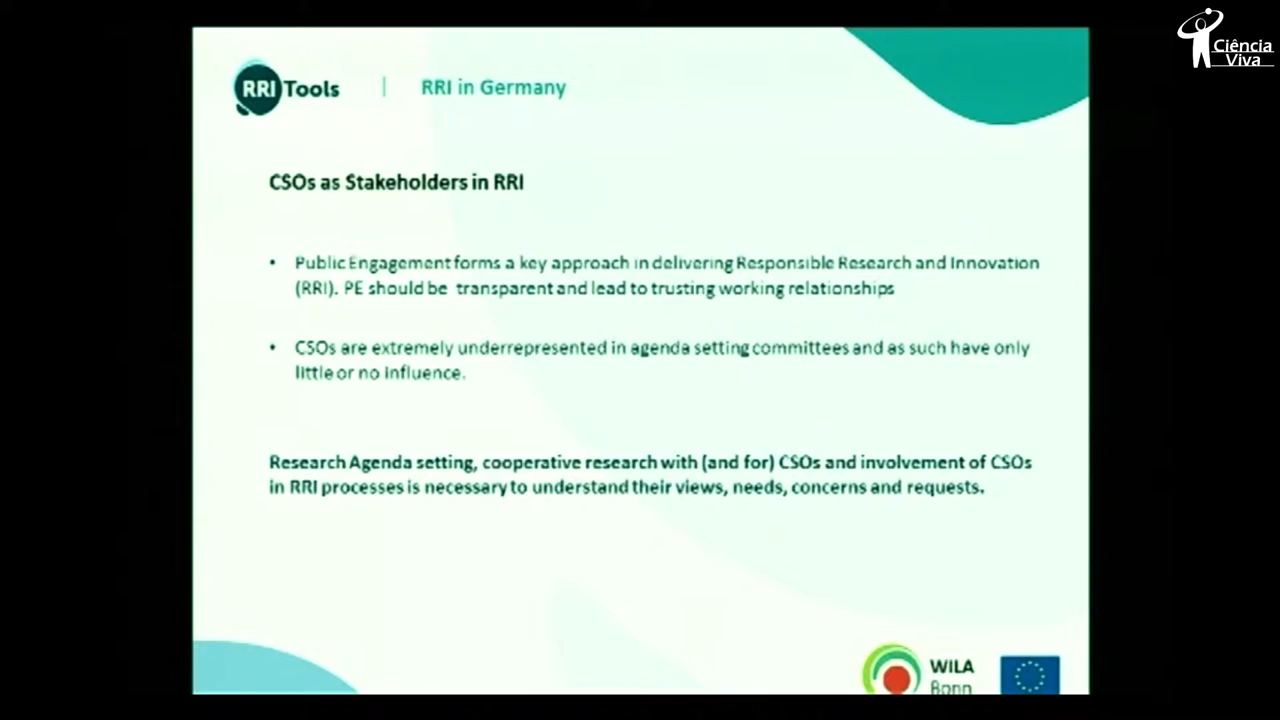 Ciência
Viva
RRI Tools | RRI in Germany
CSOs as Stakeholders in RRI
• Public Engagement forms a key approach in delivering Responsible Research and Innovation
(RRI). PE should be transparent and lead to trusting working relationships
• CSOs are extremely underrepresented in agenda setting committees and as such have only
little or no influence.
Research Agenda setting, cooperative research with (and for) CSOs and involvement of CSOs
in RRI processes is necessary to understand their views, needs, concerns and requests.
WILA
Bonn